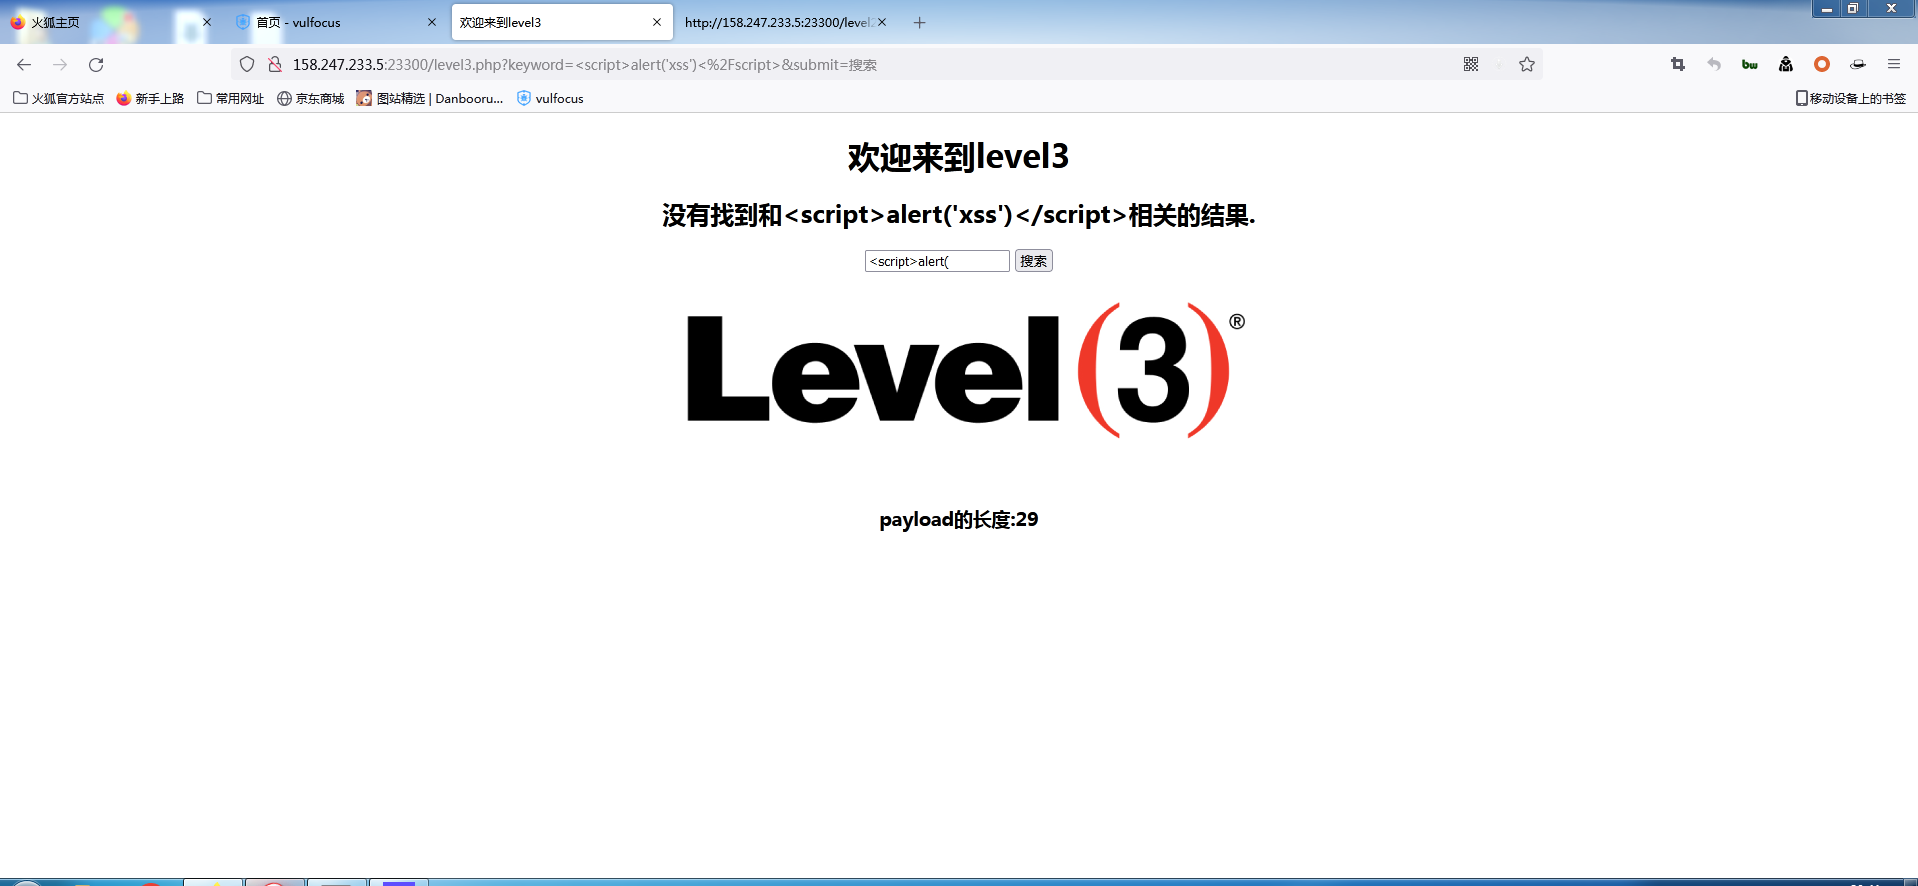 火狐主页
首页 - vulfocus
欢迎来到level3
http://158.247.233.5:23300/level2
158.247.233.5:23300/level3.php?keyword=<script>alert('xss')<%2Fscript>&submit=搜索
火狐官方站点 新手上路 常用网址 京东商城 图站精选 | Danbooru... vulfocus 移动设备上的书签
欢迎来到level3
没有找到和<script>alert('xss')</script>相关的结果.
<script>alert( 搜索
Level(3)®
payload的长度:29